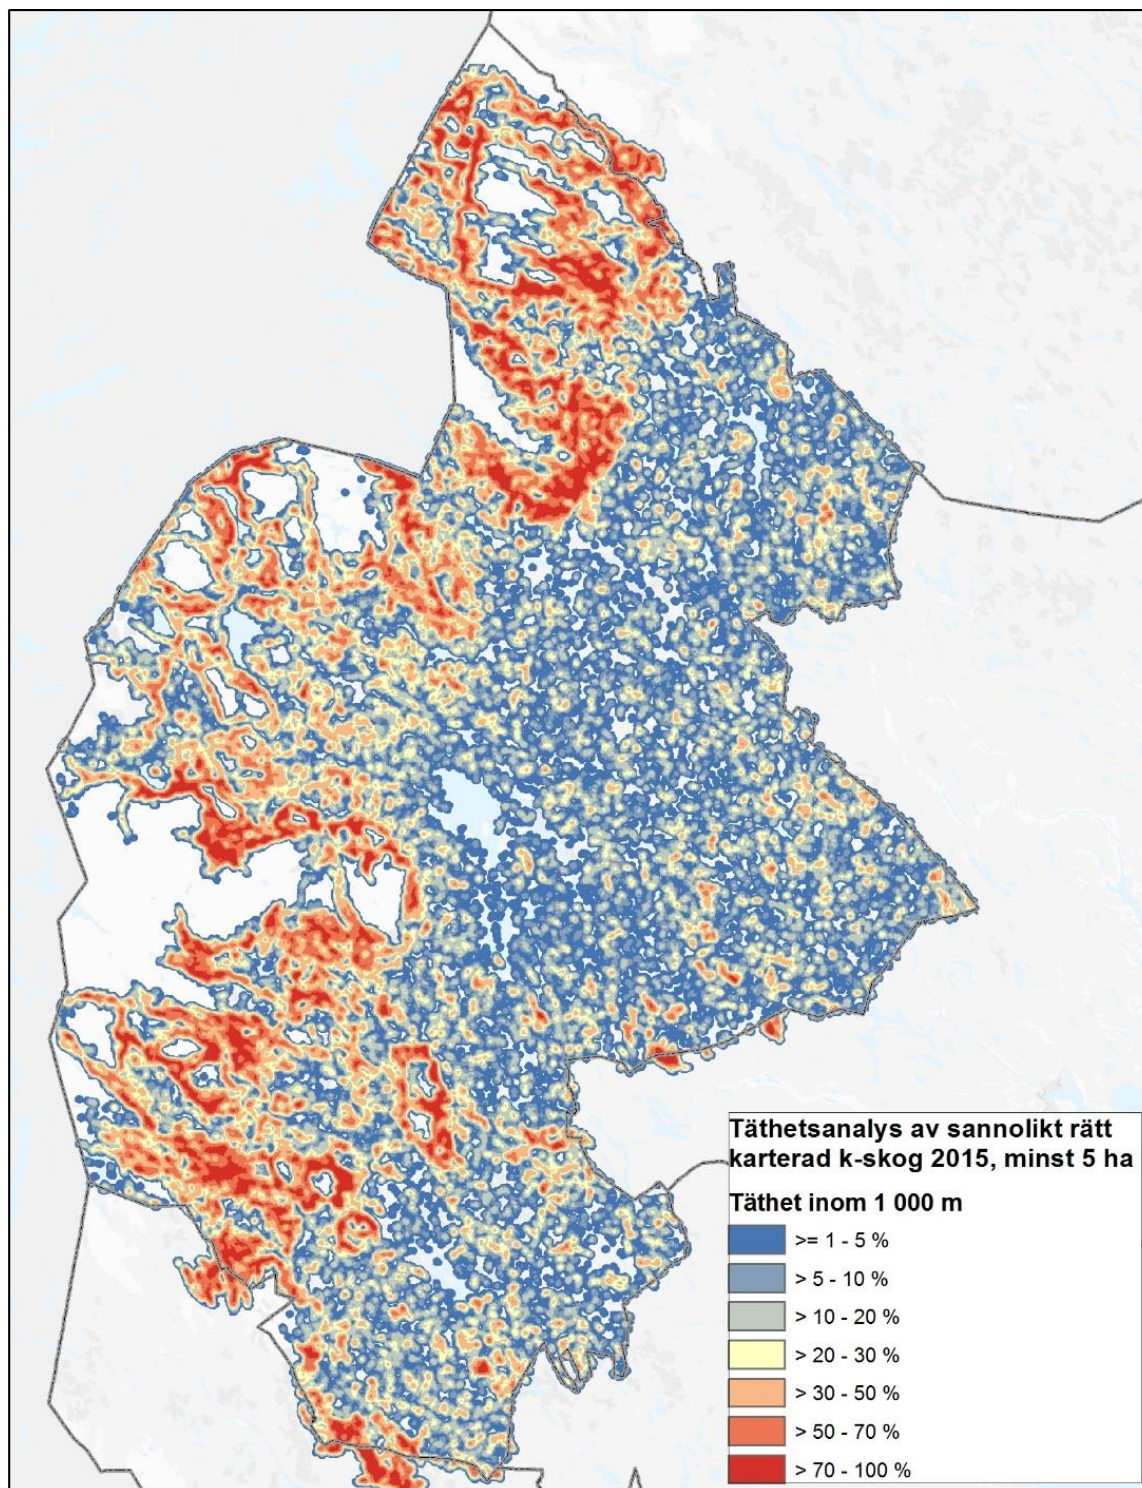 Täthetsanalys av sannolikt rätt
karterad k-skog 2015, minst 5 ha
Täthet inom 1 000 m
>= 1 - 5 %
> 5 - 10 %
> 10 - 20 %
> 20 - 30 %
> 30 - 50 %
> 50 - 70 %
> 70 - 100 %